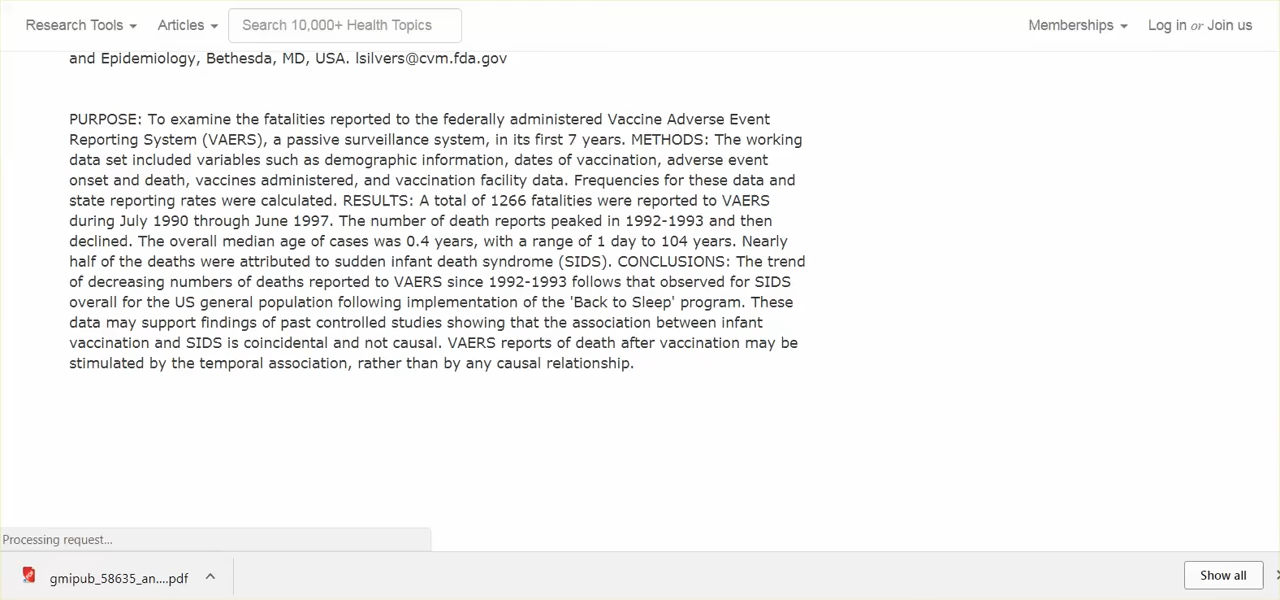 Research Tools Articles Search 10,000+ Health Topics Memberships Log in or Join us
and Epidemiology, Bethesda, MD, USA. lsilvers@cvm.fda.gov
PURPOSE: To examine the fatalities reported to the federally administered Vaccine Adverse Event
Reporting System (VAERS), a passive surveillance system, in its first 7 years. METHODS: The working
data set included variables such as demographic information, dates of vaccination, adverse event
onset and death, vaccines administered, and vaccination facility data. Frequencies for these data and
state reporting rates were calculated. RESULTS: A total of 1266 fatalities were reported to VAERS
during July 1990 through June 1997. The number of death reports peaked in 1992-1993 and then
declined. The overall median age of cases was 0.4 years, with a range of 1 day to 104 years. Nearly
half of the deaths were attributed to sudden infant death syndrome (SIDS). CONCLUSIONS: The trend
of decreasing numbers of deaths reported to VAERS since 1992-1993 follows that observed for SIDS
overall for the US general population following implementation of the 'Back to Sleep' program. These
data may support findings of past controlled studies showing that the association between infant
vaccination and SIDS is coincidental and not causal. VAERS reports of death after vaccination may be
stimulated by the temporal association, rather than by any causal relationship.
Processing request...
gmipub_58635_an....pdf Show all